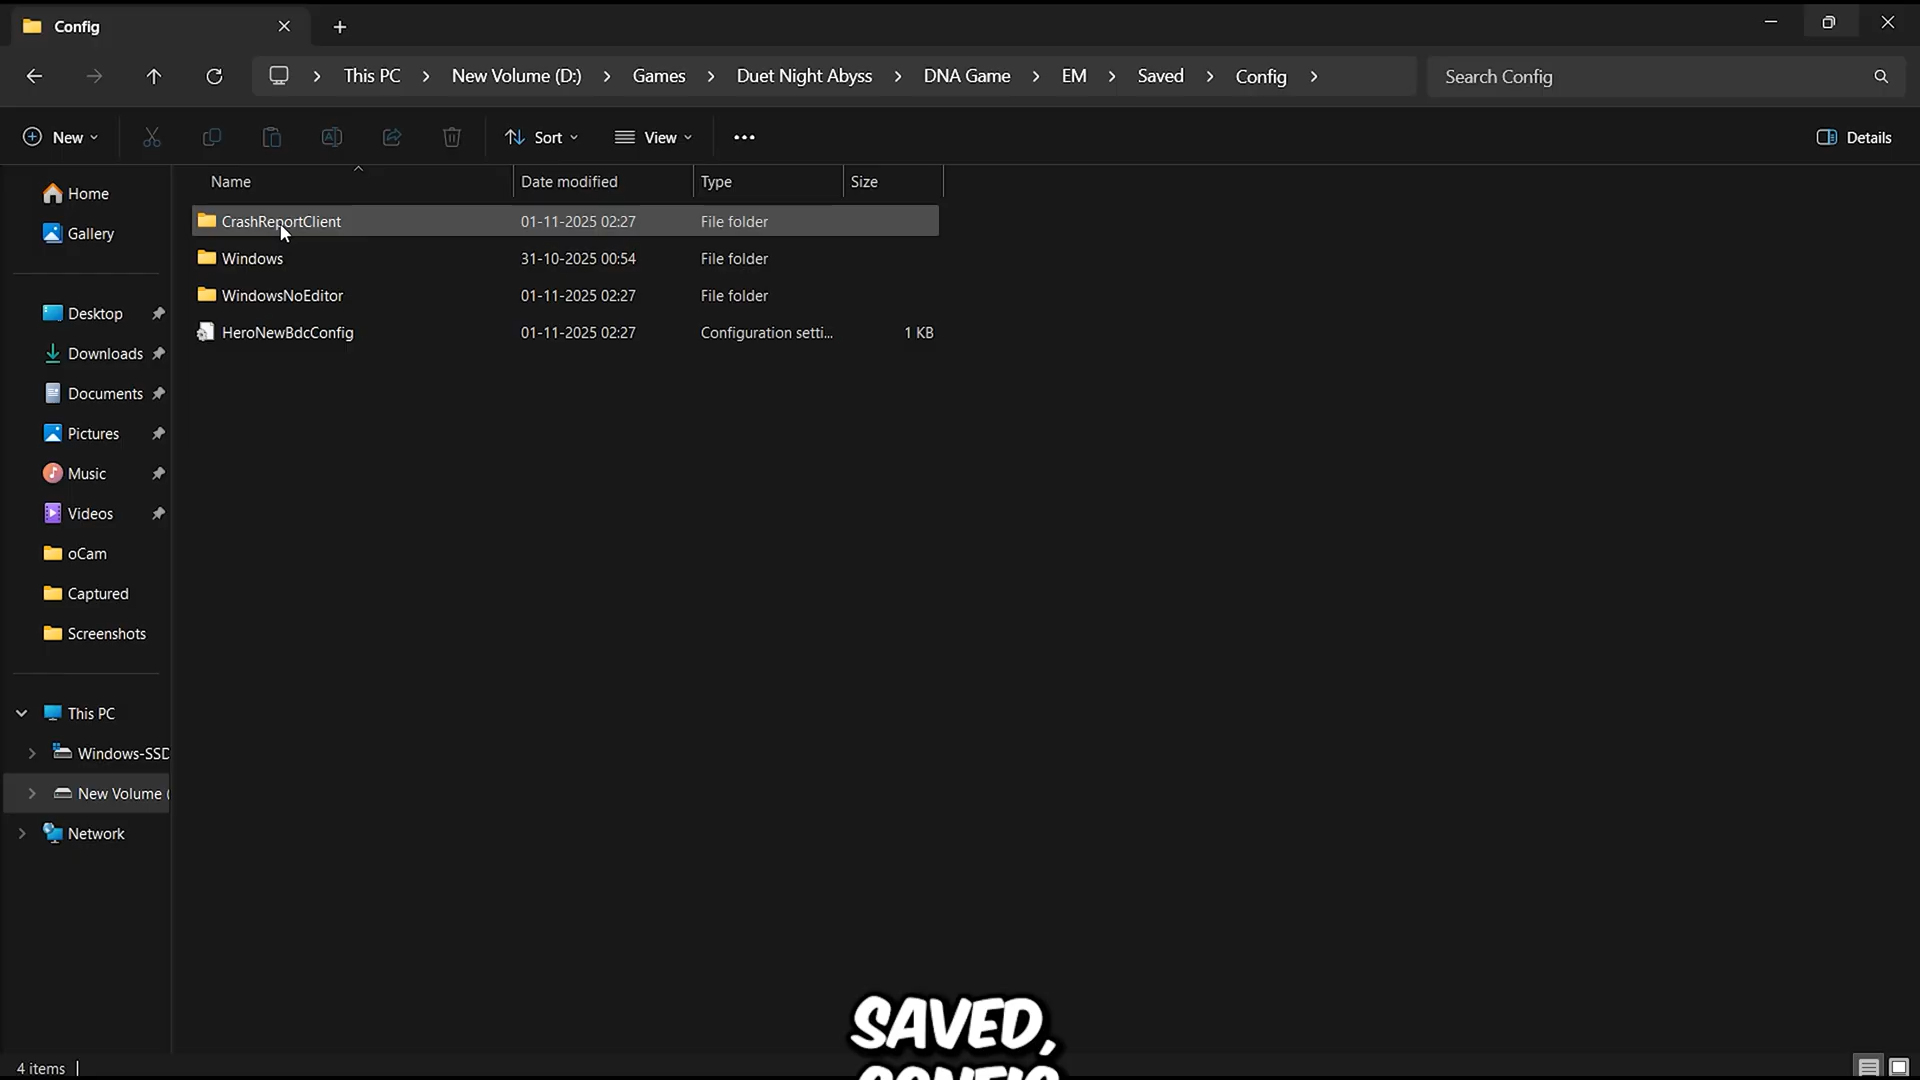 Config
This PC
New Volume (D:)
Games
Duet Night Abyss
DNA Game
EM
Saved
Config
Search Config
New
Sort
View
Details
Name
Date modified
Type
Size
CrashReportClient 01-11-2025 02:27 File folder
Windows 31-10-2025 00:54 File folder
WindowsNoEditor 01-11-2025 02:27 File folder
HeroNewBdcConfig 01-11-2025 02:27 Configuration setti... 1 KB
Home
Gallery
Desktop
Downloads
Documents
Pictures
Music
Videos
oCam
Captured
Screenshots
This PC
Windows-SSD
New Volume (
Network
SAVED,
CONFIG
4 items